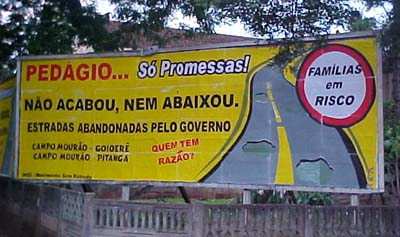 PEDÁGIO... Só Promessas!
NÃO ACABOU, NEM ABAIXOU.
ESTRADAS ABANDONADAS PELO GOVERNO
CAMPO MOURÃO - GOIOERÊ
CAMPO MOURÃO - PITANGA
QUEM TEM
RAZÃO?
FAMÍLIAS
em
RISCO